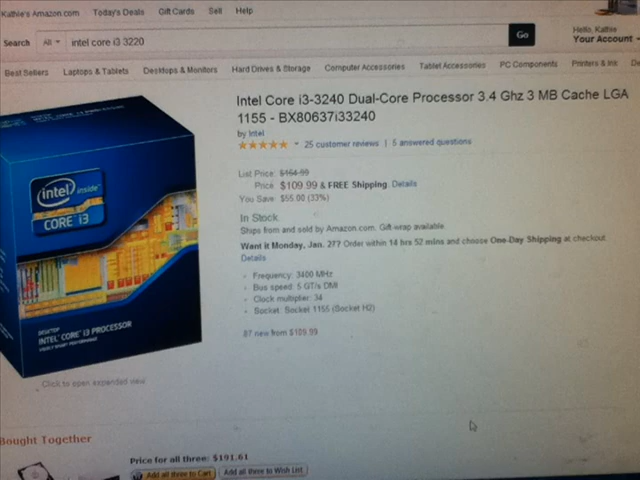 Kathie's Amazon.com Today's Deals Gift Cards Sell Help
Search All intel core i3 3220 Go
Hello, Kathie
Your Account
Best Sellers Laptops & Tablets Desktops & Monitors Hard Drives & Storage Computer Accessories Tablet Accessories PC Components Printers & Ink De
Intel Core i3-3240 Dual-Core Processor 3.4 Ghz 3 MB Cache LGA
1155 - BX80637i33240
by Intel
25 customer reviews | 5 answered questions
List Price: $164.99
Price: $109.99 & FREE Shipping. Details
You Save: $55.00 (33%)
In Stock.
Ships from and sold by Amazon.com. Gift-wrap available.
Want it Monday, Jan. 27? Order within 14 hrs 52 mins and choose One-Day Shipping at checkout.
Details
Frequency: 3400 MHz
Bus speed: 5 GT/s DMI
Clock multiplier: 34
Socket: Socket 1155 (Socket H2)
87 new from $109.99
intel inside
CORE i3
DESKTOP
INTEL CORE i3 PROCESSOR
Click to open expanded view
Bought Together
Price for all three: $191.61
Add all three to Cart Add all three to Wish List